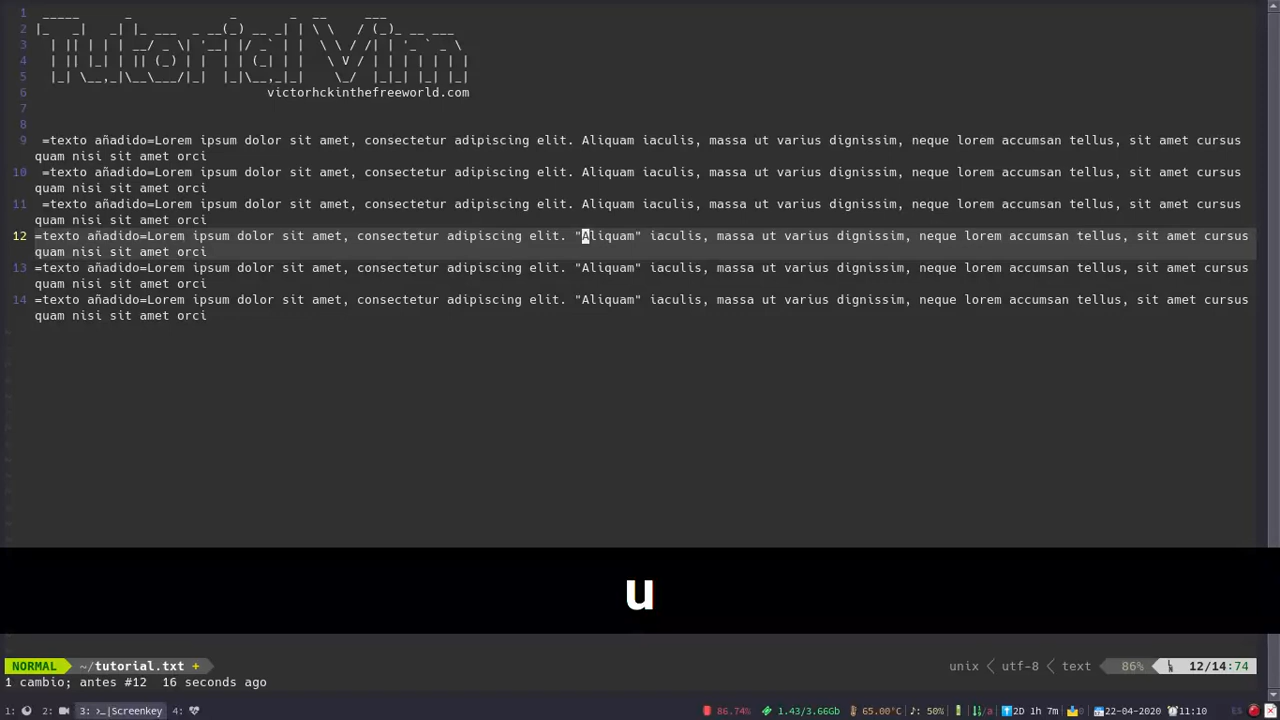 1
2
3
4
5
6 victorhckinthefreeworld.com
7
8
9 =texto añadido=Lorem ipsum dolor sit amet, consectetur adipiscing elit. Aliquam iaculis, massa ut varius dignissim, neque lorem accumsan tellus, sit amet cursus
quam nisi sit amet orci
10 =texto añadido=Lorem ipsum dolor sit amet, consectetur adipiscing elit. Aliquam iaculis, massa ut varius dignissim, neque lorem accumsan tellus, sit amet cursus
quam nisi sit amet orci
11 =texto añadido=Lorem ipsum dolor sit amet, consectetur adipiscing elit. Aliquam iaculis, massa ut varius dignissim, neque lorem accumsan tellus, sit amet cursus
quam nisi sit amet orci
12 =texto añadido=Lorem ipsum dolor sit amet, consectetur adipiscing elit. "Aliquam" iaculis, massa ut varius dignissim, neque lorem accumsan tellus, sit amet cursus
quam nisi sit amet orci
13 =texto añadido=Lorem ipsum dolor sit amet, consectetur adipiscing elit. "Aliquam" iaculis, massa ut varius dignissim, neque lorem accumsan tellus, sit amet cursus
quam nisi sit amet orci
14 =texto añadido=Lorem ipsum dolor sit amet, consectetur adipiscing elit. "Aliquam" iaculis, massa ut varius dignissim, neque lorem accumsan tellus, sit amet cursus
quam nisi sit amet orci
Tutorial Vim
u
NORMAL ~/tutorial.txt + unix utf-8 text 86% 12/14:74
1 cambio; antes #12 16 seconds ago
1: 2: 3: >_|Screenkey 4: 86.74% 1.43/3.66Gb 65.00°C 50% /a 2D 1h 7m 0 22-04-2020 11:10 ES